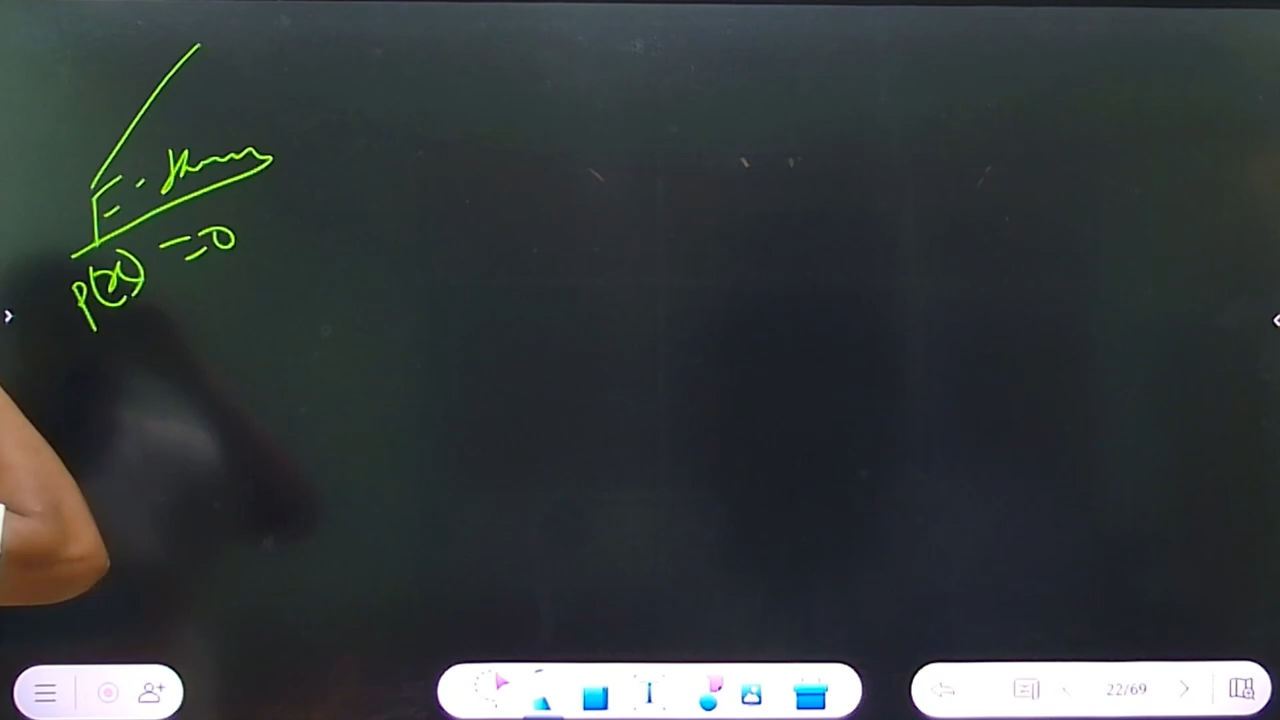 F.
P(x) = 0
22/69